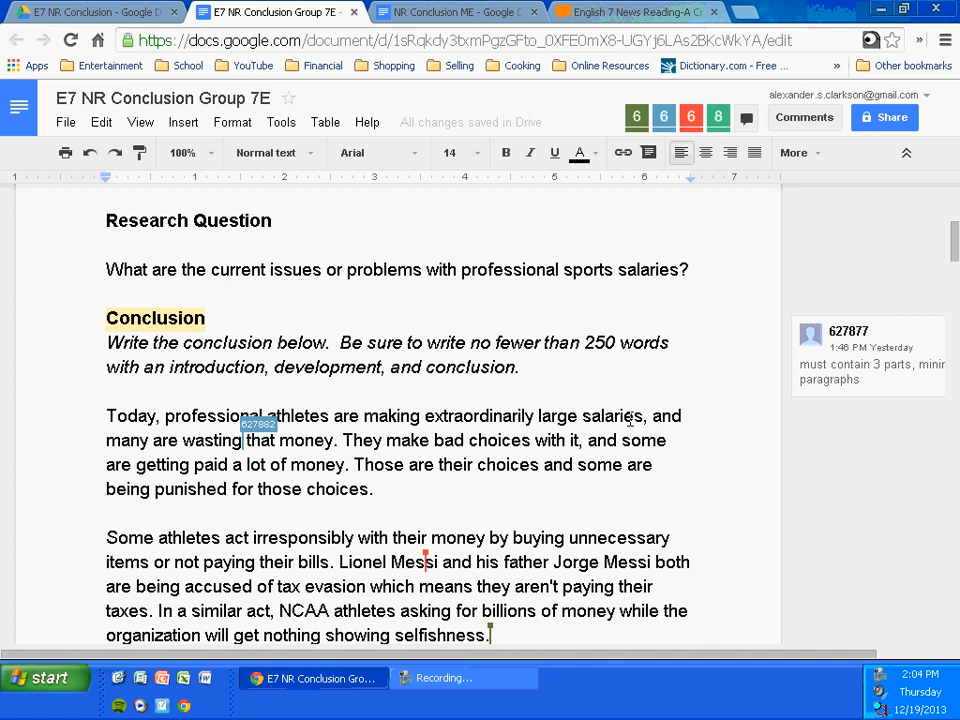 E7 NR Conclusion - Google D
E7 NR Conclusion Group 7E -
NR Conclusion ME - Google D
English 7 News Reading-A Ci
https://docs.google.com/document/d/1sRqkdy3txmPgzGFto_0XFE0mX8-UGYj6LAs2BKcWkYA/edit
Apps Entertainment School YouTube Financial Shopping Selling Cooking Online Resources Dictionary.com - Free ... » Other bookmarks
E7 NR Conclusion Group 7E
alexander.s.clarkson@gmail.com
File Edit View Insert Format Tools Table Help All changes saved in Drive
6 6 6 8 Comments Share
100% Normal text Arial 14 B I U A More
1 1 2 3 4 5 6 7
Research Question
What are the current issues or problems with professional sports salaries?
Conclusion
Write the conclusion below. Be sure to write no fewer than 250 words
with an introduction, development, and conclusion.
627877
1:46 PM Yesterday
must contain 3 parts, minin
paragraphs
Today, professional athletes are making extraordinarily large salaries, and
627882
many are wasting that money. They make bad choices with it, and some
are getting paid a lot of money. Those are their choices and some are
being punished for those choices.
Some athletes act irresponsibly with their money by buying unnecessary
items or not paying their bills. Lionel Messi and his father Jorge Messi both
are being accused of tax evasion which means they aren't paying their
taxes. In a similar act, NCAA athletes asking for billions of money while the
organization will get nothing showing selfishness.
start
E7 NR Conclusion Gro...
Recording...
2:04 PM
Thursday
12/19/2013